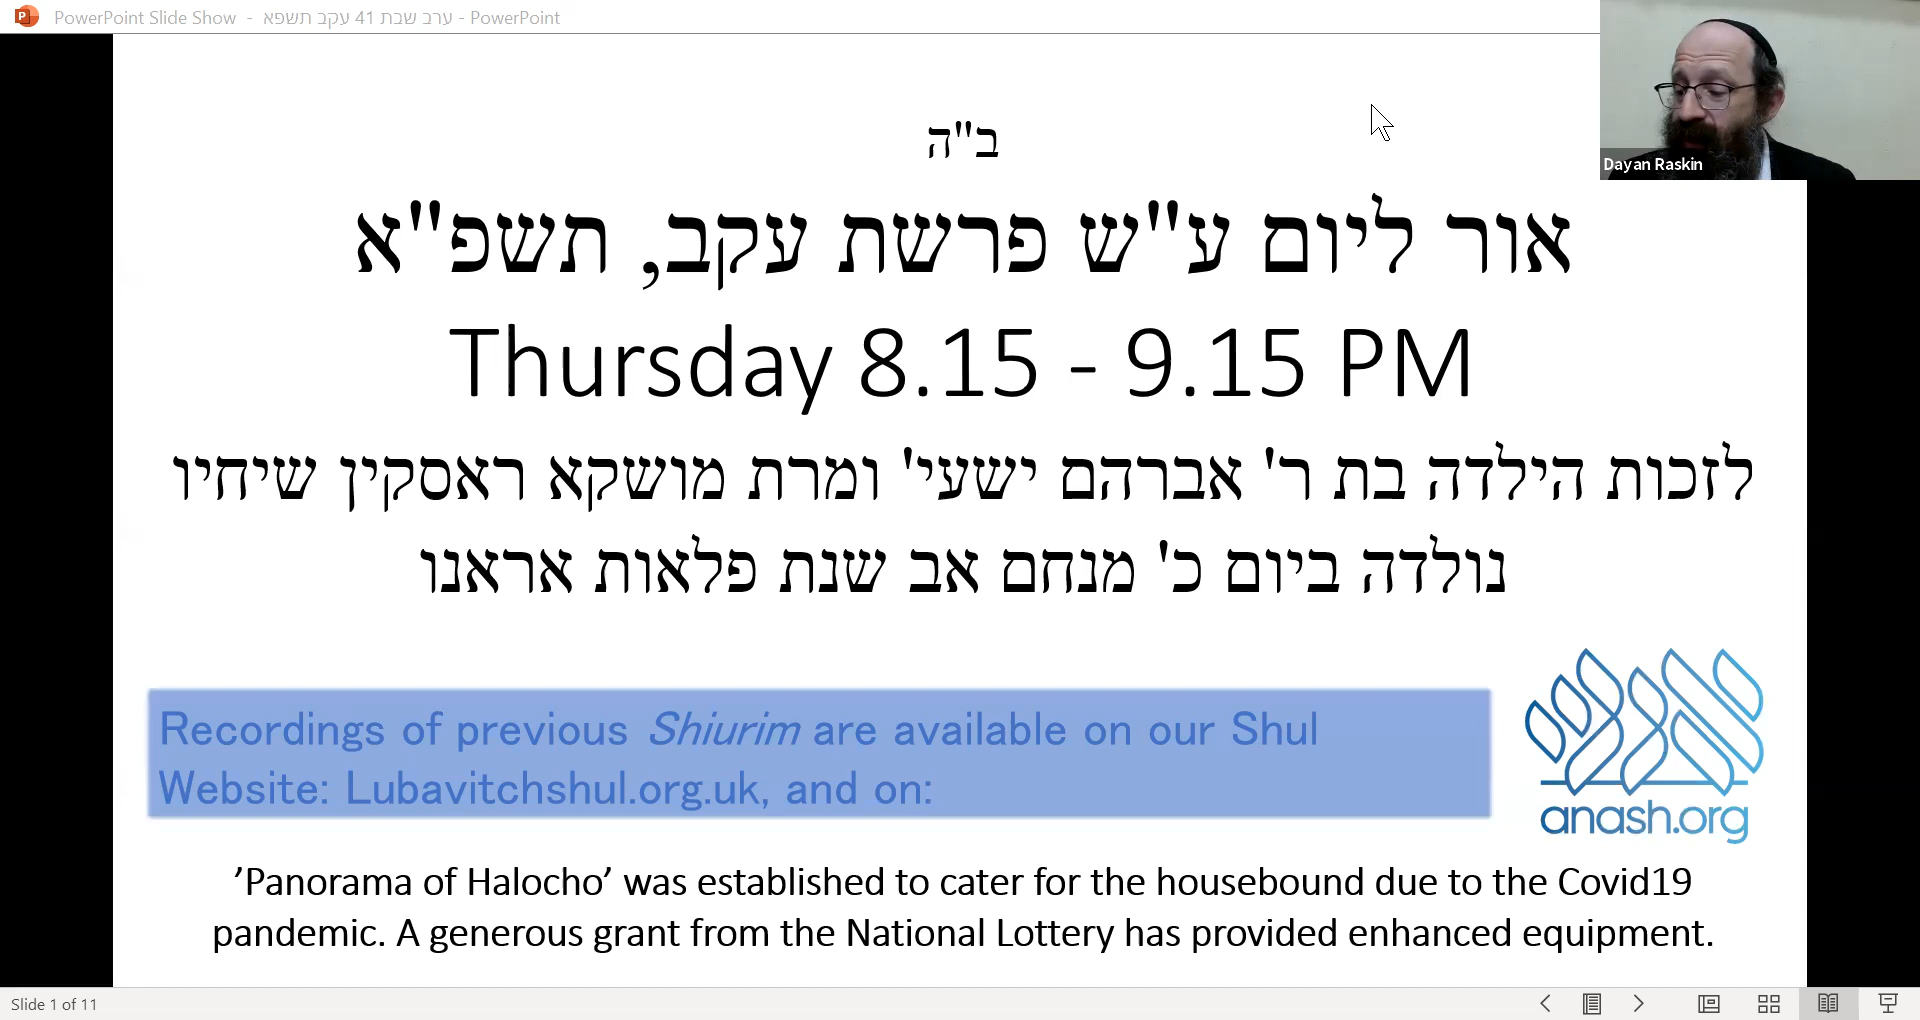 PowerPoint Slide Show - ערב שבת 41 עקב תשפא - PowerPoint
Dayan Raskin
ב"ה
אור ליום ע"ש פרשת עקב, תשפ"א
Thursday 8.15 - 9.15 PM
לזכות הילדה בת ר' אברהם ישעי' ומרת מושקא ראסקין שיחיו
נולדה ביום כ' מנחם אב שנת פלאות אראנו
Recordings of previous Shiurim are available on our Shul
Website: Lubavitchshul.org.uk, and on:
אנש
anash.org
’Panorama of Halocho’ was established to cater for the housebound due to the Covid19
pandemic. A generous grant from the National Lottery has provided enhanced equipment.
Slide 1 of 11